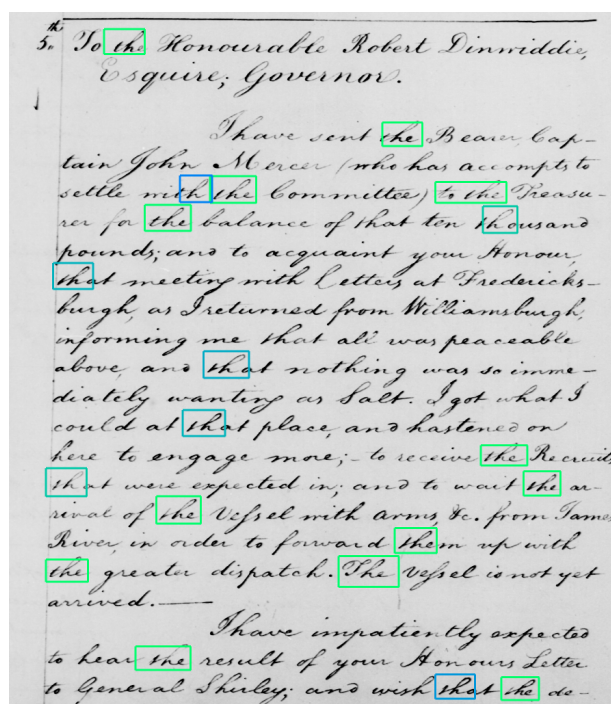 5th. To the Honourable Robert Dinwiddie,
Esquire; Governor.
I have sent the Bearer, Cap-
tain John Mercer (who has accompts to
settle with the Committee) to the Treasu-
rer for the balance of that ten thousand
pounds; and to acquaint your Honour,
that meeting with Letters at Fredericks-
burgh, as I returned from Williamsburgh,
informing me that all was peaceable
above, and that nothing was so imme-
diately wanting as Salt. I got what I
could at that place, and hastened on
here to engage more; - to receive the Recruits
that were expected in; and to wait the ar-
rival of the Vessel with arms, &c. from James
River, in order to forward them up with
the greater dispatch. The Vessel is not yet
arrived. —
I have impatiently expected
to hear the result of your Honours Letter
to General Shirley; and wish that the de-